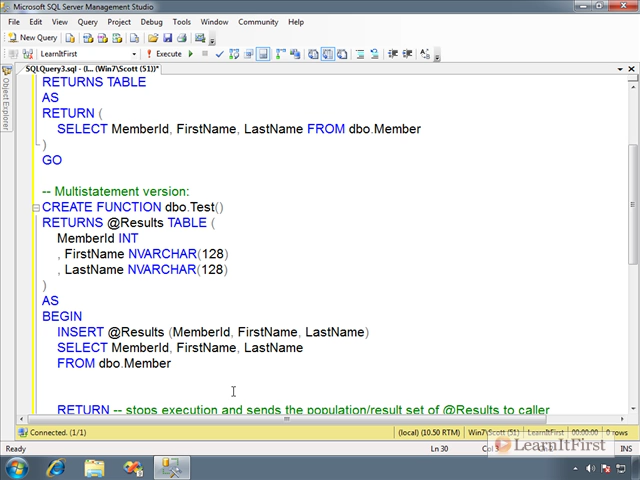 Microsoft SQL Server Management Studio
File Edit View Query Project Debug Tools Window Community Help
New Query
LearnItFirst Execute
SQLQuery3.sql - (l... (Win7\Scott (51))*
Object Explorer
RETURNS TABLE
AS
RETURN (
SELECT MemberId, FirstName, LastName FROM dbo.Member
)
GO
-- Multistatement version:
CREATE FUNCTION dbo.Test()
RETURNS @Results TABLE (
MemberId INT
, FirstName NVARCHAR(128)
, LastName NVARCHAR(128)
)
AS
BEGIN
INSERT @Results (MemberId, FirstName, LastName)
SELECT MemberId, FirstName, LastName
FROM dbo.Member
RETURN -- stops execution and sends the population/result set of @Results to caller
Connected. (1/1) (local) (10.50 RTM) Win7\Scott (51) LearnItFirst 00:00:00 0 rows
LearnItFirst
Ready Ln 30 INS